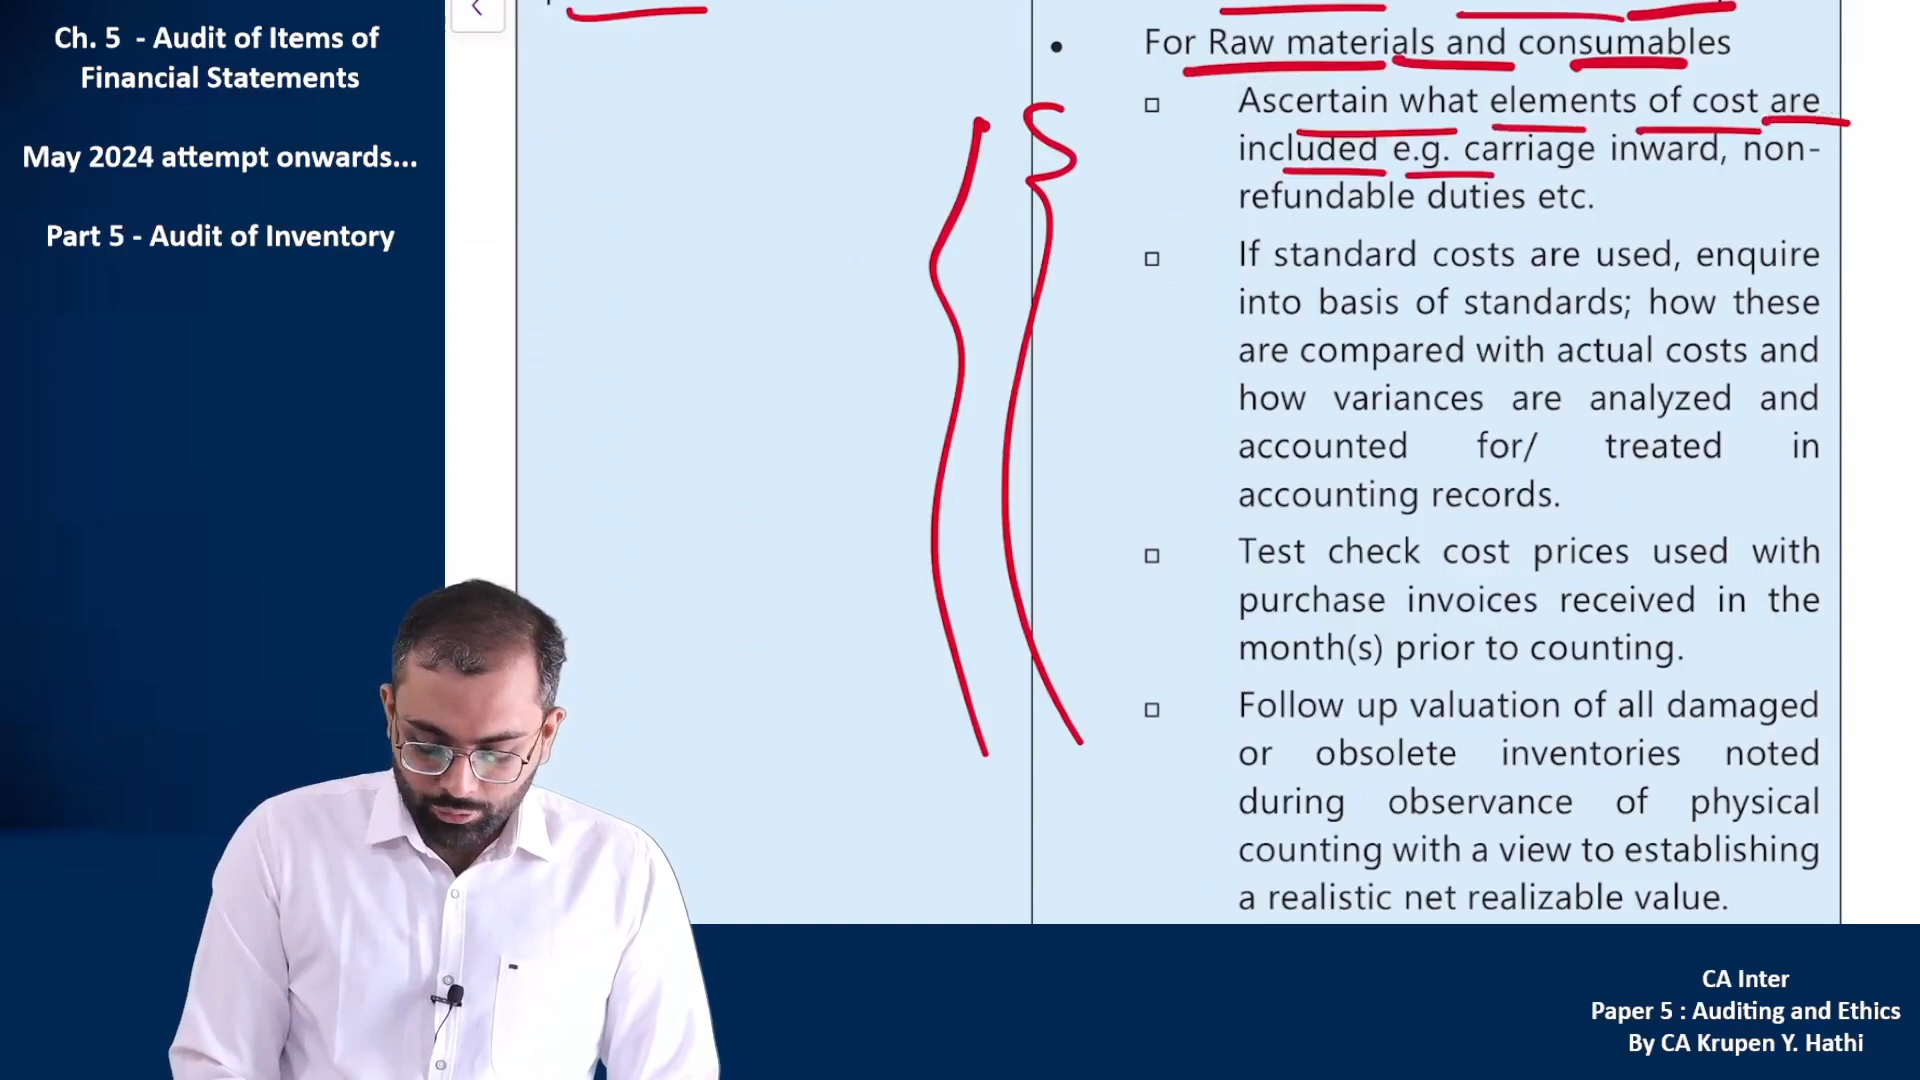 Ch. 5 - Audit of Items of
Financial Statements
May 2024 attempt onwards...
Part 5 - Audit of Inventory
For Raw materials and consumables
Ascertain what elements of cost are
included e.g. carriage inward, non-
refundable duties etc.
If standard costs are used, enquire
into basis of standards; how these
are compared with actual costs and
how variances are analyzed and
accounted for/ treated in
accounting records.
Test check cost prices used with
purchase invoices received in the
month(s) prior to counting.
Follow up valuation of all damaged
or obsolete inventories noted
during observance of physical
counting with a view to establishing
a realistic net realizable value.
CA Inter
Paper 5 : Auditing and Ethics
By CA Krupen Y. Hathi